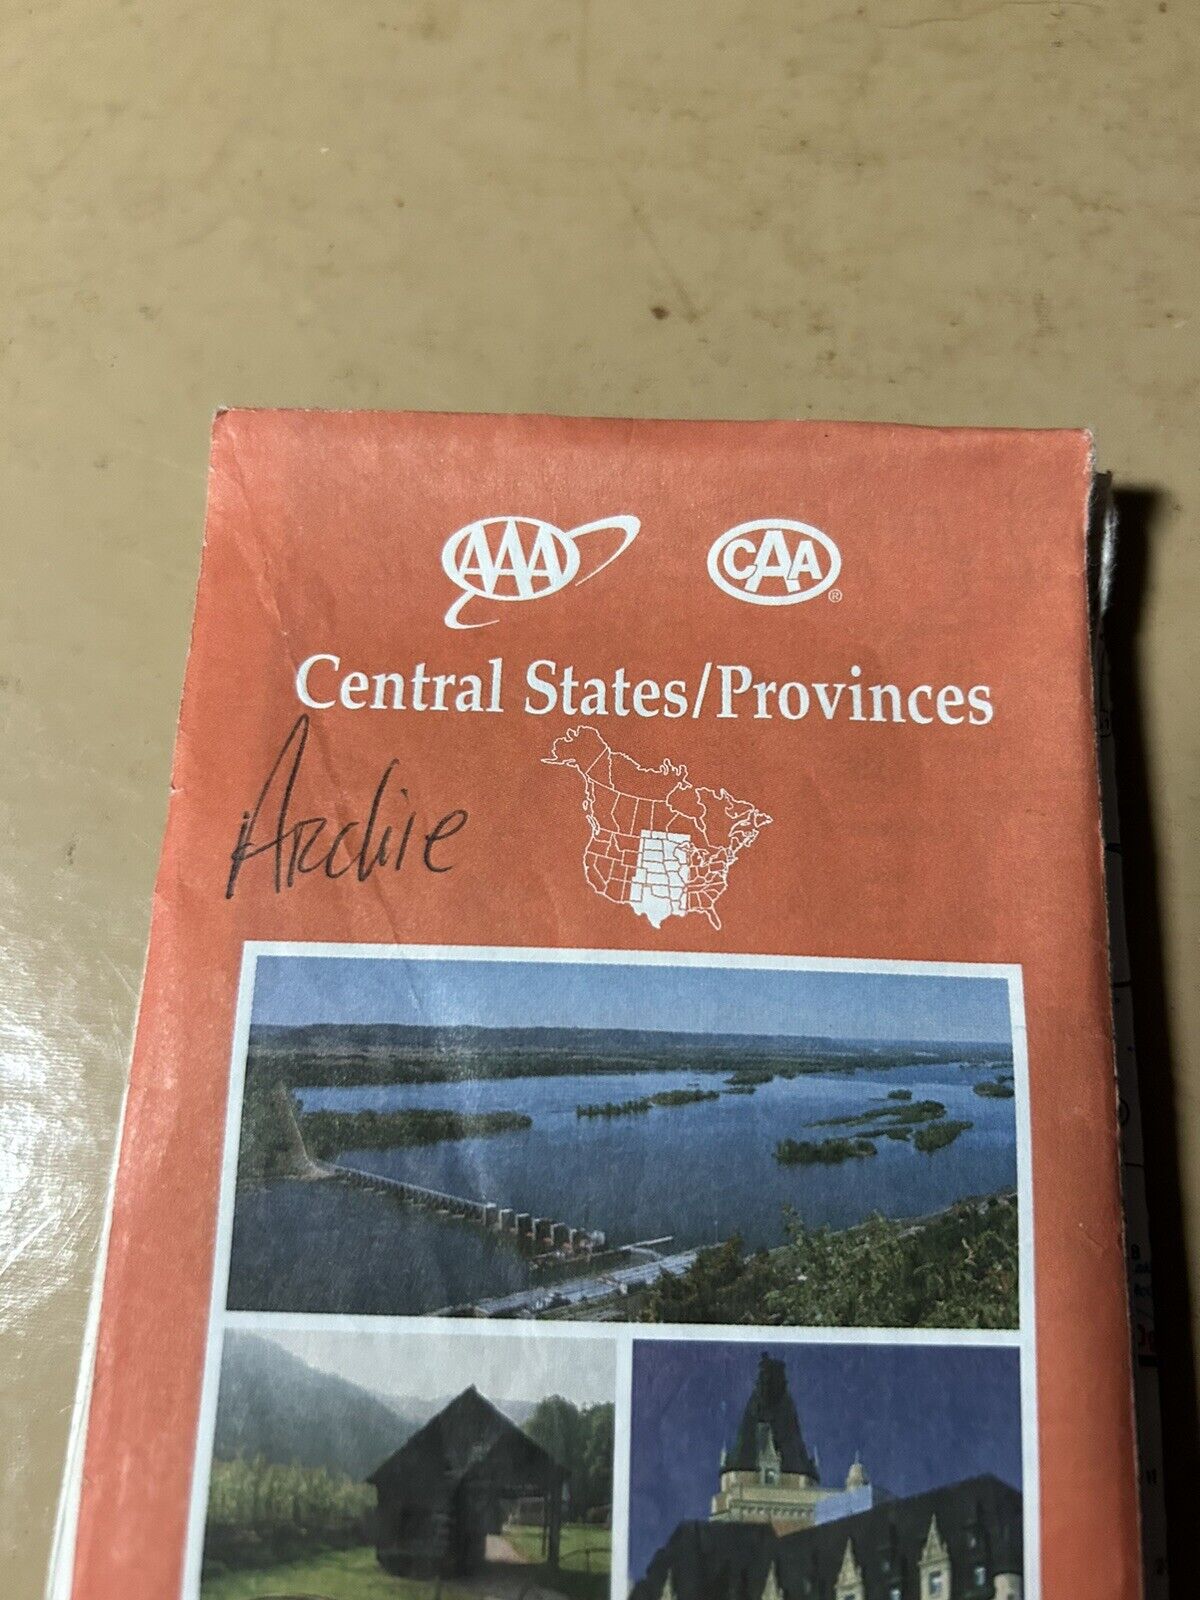 AAA
CAA®
Central States/Provinces
Archie